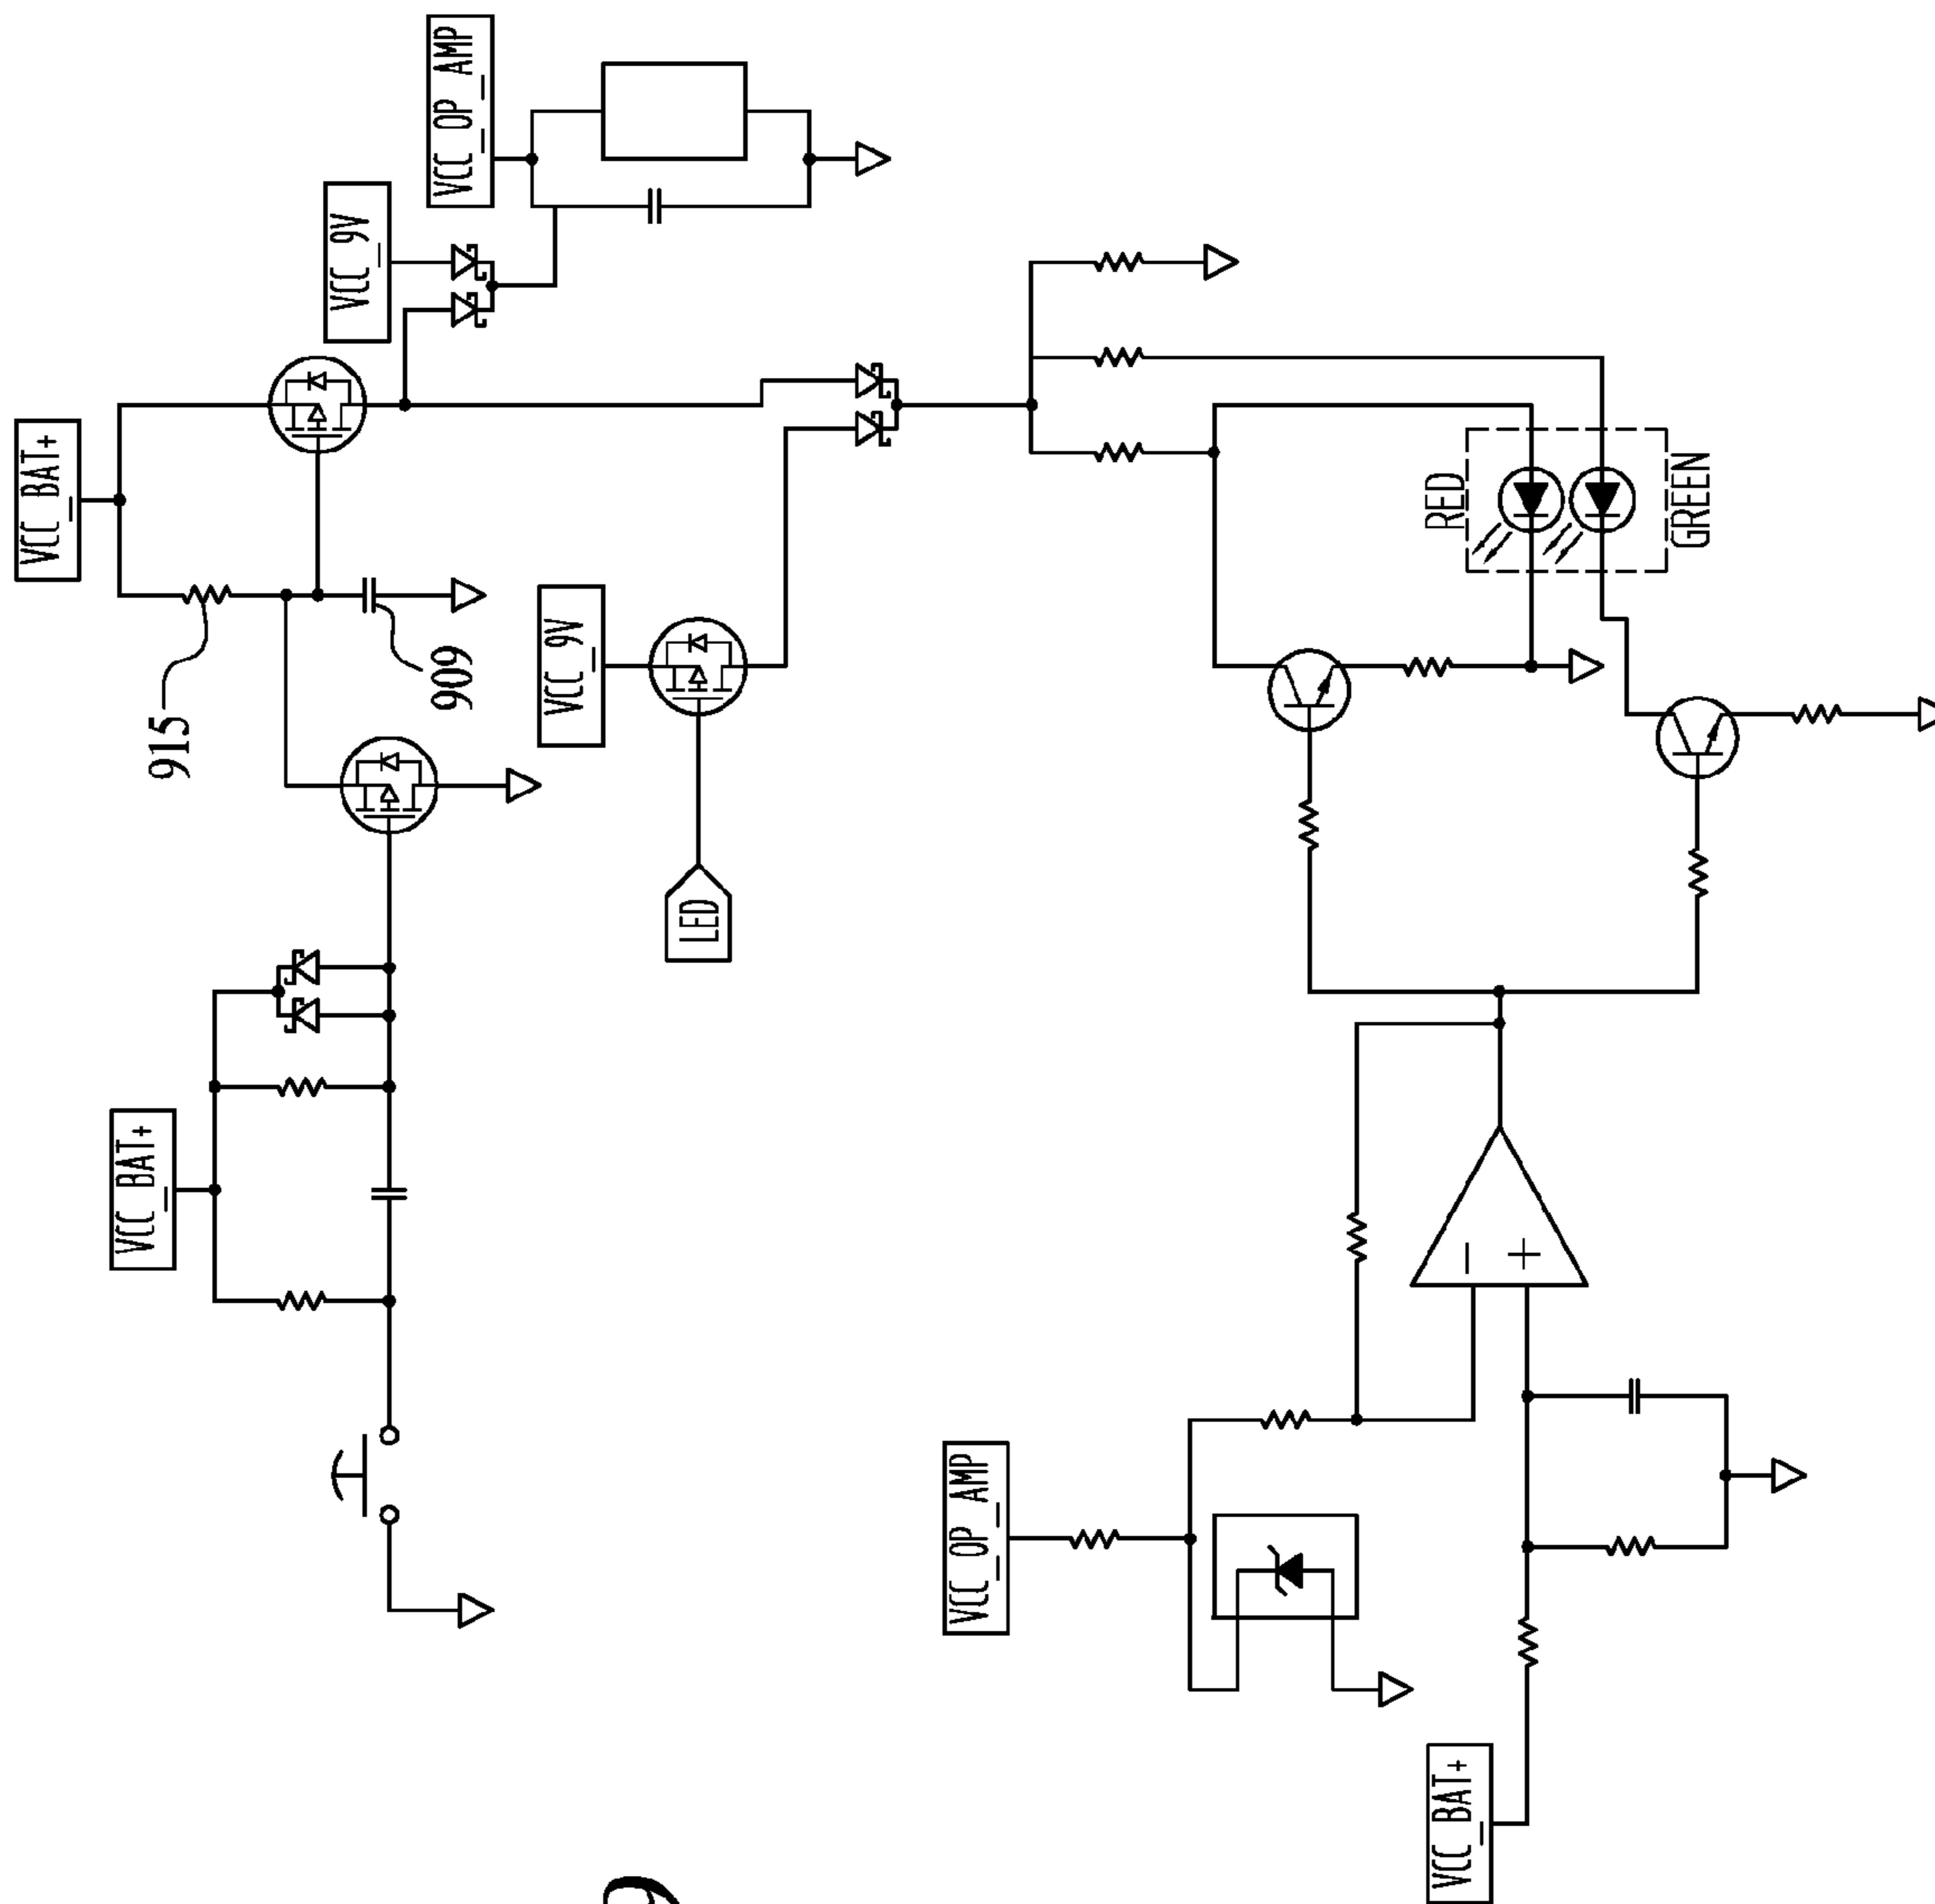 VCC_BAT+
VCC_9V
VCC_OP_AMP
915
909
VCC_9V
VCC_BAT+
LED
RED
GREEN
VCC_OP_AMP
VCC_BAT+